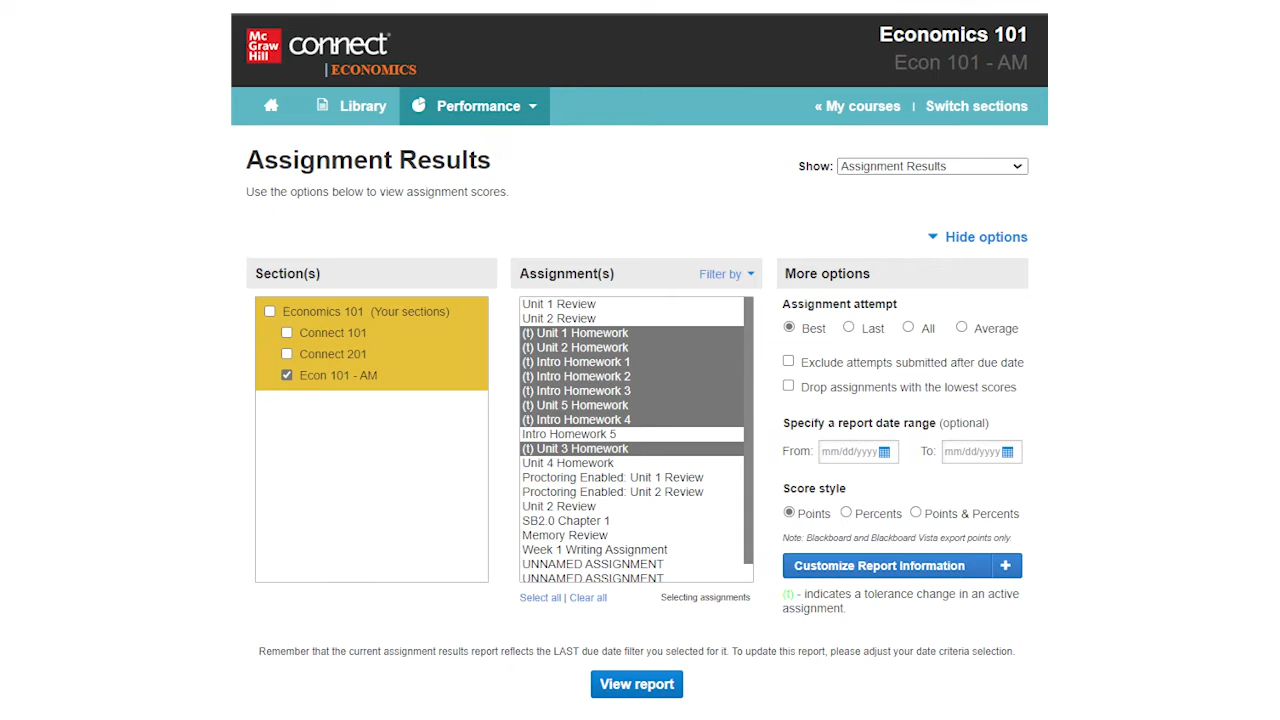 Mc
Graw
Hill
connect
| ECONOMICS
Economics 101
Econ 101 - AM
Library
Performance
« My courses | Switch sections
Assignment Results
Show: Assignment Results
Use the options below to view assignment scores.
Hide options
Section(s)
Economics 101 (Your sections)
Connect 101
Connect 201
Econ 101 - AM
Assignment(s) Filter by
Unit 1 Review
Unit 2 Review
(t) Unit 1 Homework
(t) Unit 2 Homework
(t) Intro Homework 1
(t) Intro Homework 2
(t) Intro Homework 3
(t) Unit 5 Homework
(t) Intro Homework 4
Intro Homework 5
(t) Unit 3 Homework
Unit 4 Homework
Proctoring Enabled: Unit 1 Review
Proctoring Enabled: Unit 2 Review
Unit 2 Review
SB2.0 Chapter 1
Memory Review
Week 1 Writing Assignment
UNNAMED ASSIGNMENT
UNNAMED ASSIGNMENT
Select all | Clear all Selecting assignments
More options
Assignment attempt
Best Last All Average
Exclude attempts submitted after due date
Drop assignments with the lowest scores
Specify a report date range (optional)
From: mm/dd/yyyy To: mm/dd/yyyy
Score style
Points Percents Points & Percents
Note: Blackboard and Blackboard Vista export points only.
Customize Report Information +
(t) - indicates a tolerance change in an active
assignment.
Remember that the current assignment results report reflects the LAST due date filter you selected for it. To update this report, please adjust your date criteria selection.
View report